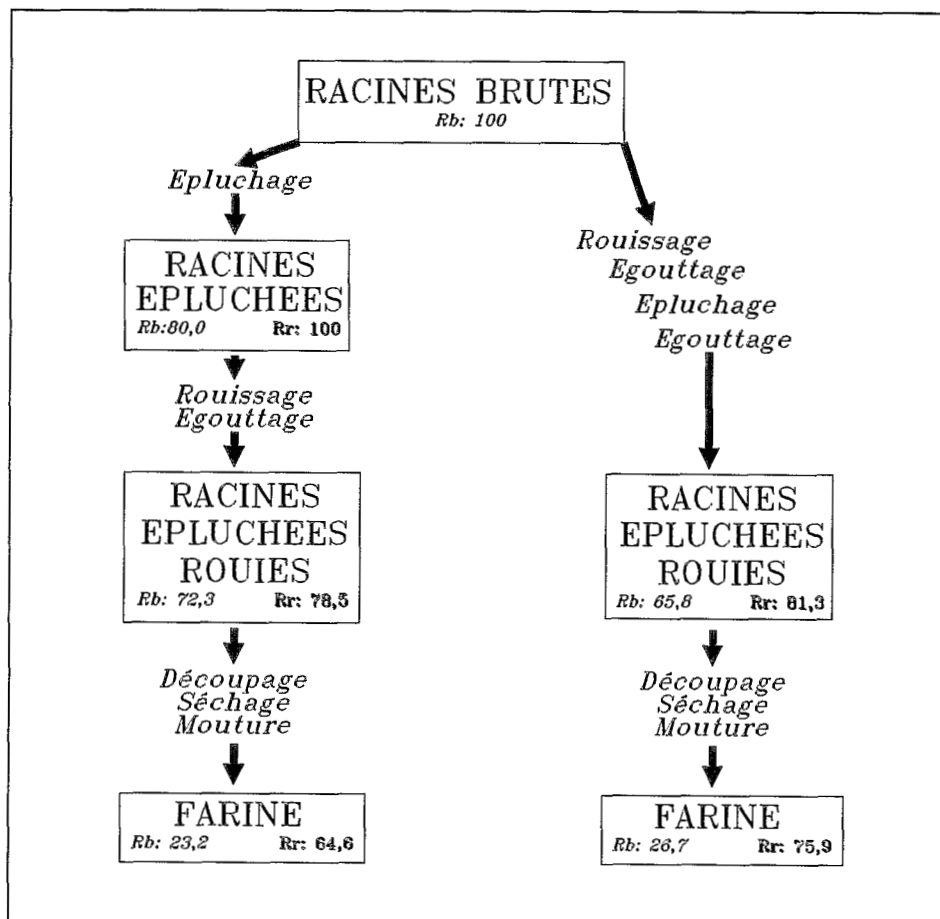 RACINES BRUTES
Rb: 100
Epluchage
RACINES
EPLUCHEES
Rb:80,0 Rr: 100
Rouissage
Egouttage
RACINES
EPLUCHEES
ROUIES
Rb: 72,3 Rr: 78,5
Découpage
Séchage
Mouture
FARINE
Rb: 23,2 Rr: 64,6
Rouissage
Egouttage
Epluchage
Egouttage
RACINES
EPLUCHEES
ROUIES
Rb: 65,8 Rr: 81,3
Découpage
Séchage
Mouture
FARINE
Rb: 26,7 Rr: 75,9